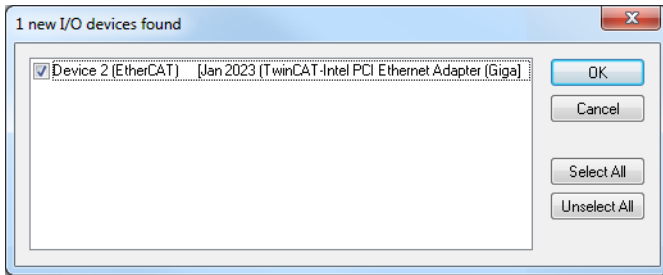 1 new I/O devices found
Device 2 (EtherCAT) [Jan 2023 (TwinCAT-Intel PCI Ethernet Adapter (Giga]
OK
Cancel
Select All
Unselect All